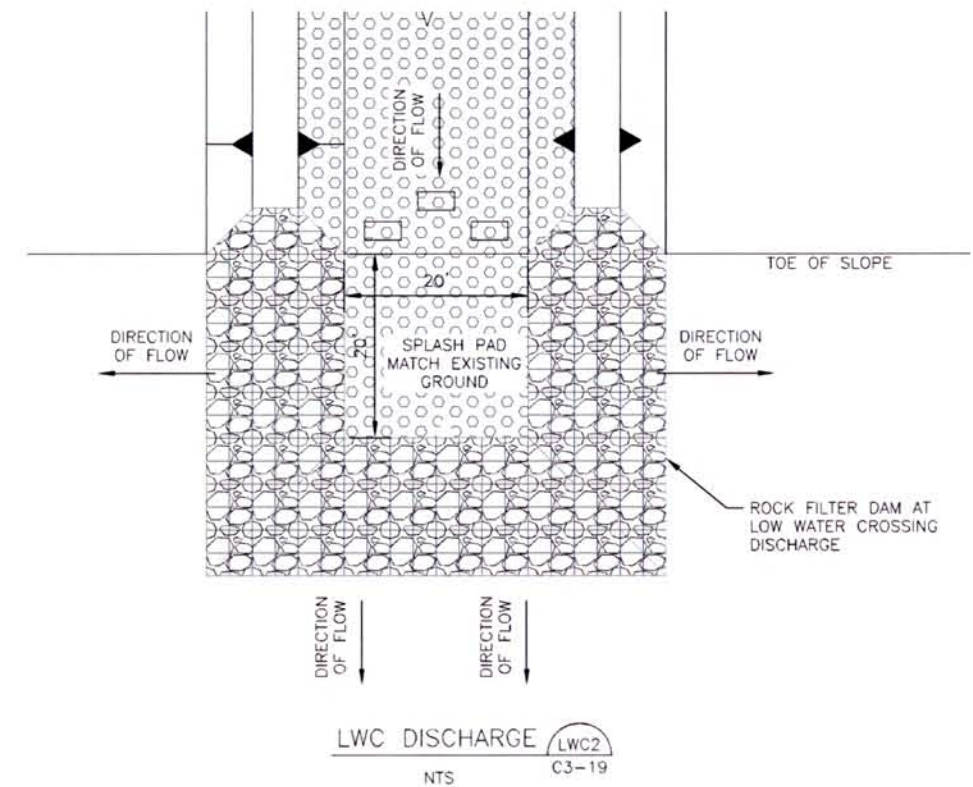 DIRECTION
OF FLOW
TOE OF SLOPE
20'
20'
DIRECTION
OF FLOW
SPLASH PAD
MATCH EXISTING
GROUND
DIRECTION
OF FLOW
ROCK FILTER DAM AT
LOW WATER CROSSING
DISCHARGE
DIRECTION
OF FLOW
DIRECTION
OF FLOW
LWC DISCHARGE
LWC2
C3-19
NTS